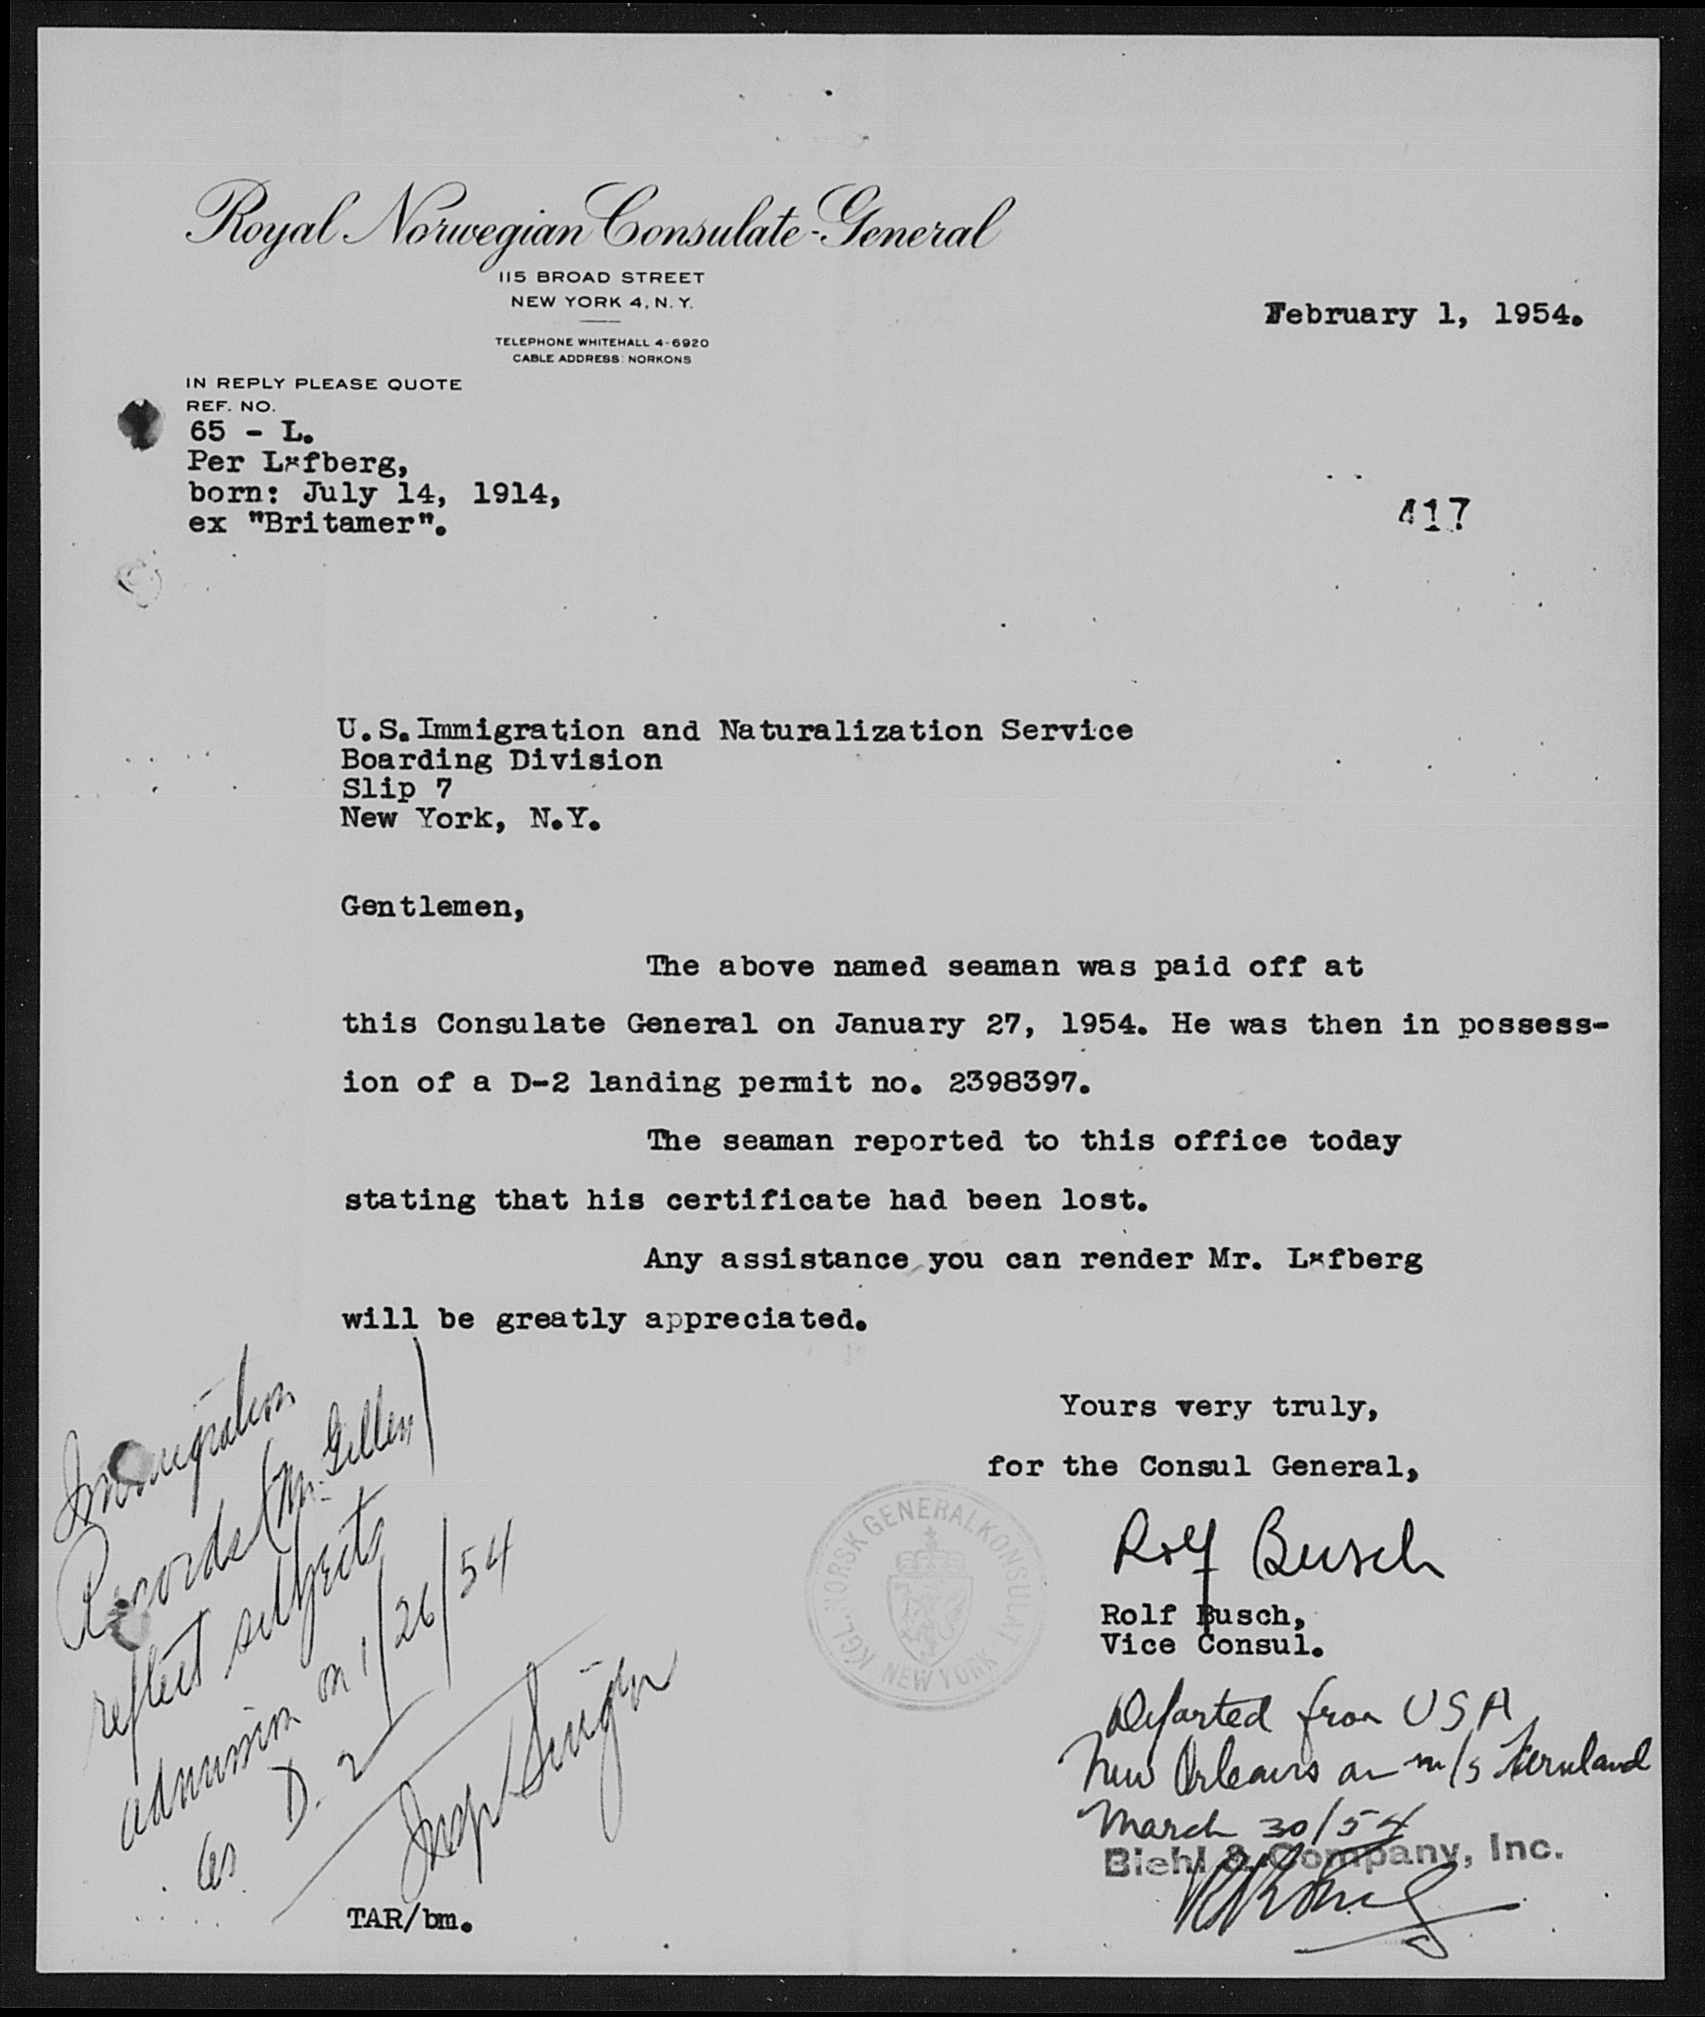 Royal Norwegian Consulate-General
115 BROAD STREET
NEW YORK 4, N. Y.
TELEPHONE WHITEHALL 4-6920
CABLE ADDRESS: NORKONS
February 1, 1954.
IN REPLY PLEASE QUOTE
REF. NO.
65 - L.
Per L*fberg,
born: July 14, 1914,
ex "Britamer".
417
U.S.Immigration and Naturalization Service
Boarding Division
Slip 7
New York, N.Y.
Gentlemen,
The above named seaman was paid off at
this Consulate General on January 27, 1954. He was then in possess-
ion of a D-2 landing permit no. 2398397.
The seaman reported to this office today
stating that his certificate had been lost.
Any assistance you can render Mr. L*fberg
will be greatly appreciated.
Yours very truly,
for the Consul General,
Rolf Busch
Rolf Busch,
Vice Consul.
KGL. NORSK GENERALKONSULAT
NEW YORK
Immigration
Records (Mr. Gillen)
reflect subjects
admission on 1/26/54
as D-2
Insp
Departed from USA
New Orleans on m/s Fernland
March 30/54
Biehl & Company, Inc.
TAR/bm.